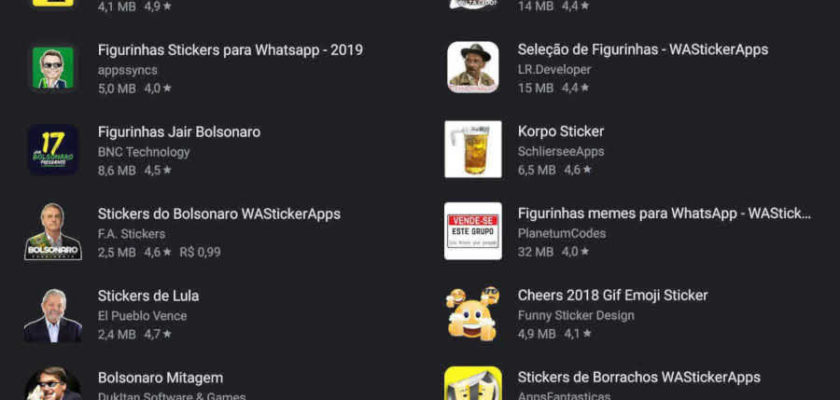 4,1 MB 4,9 ★
Figurinhas Stickers para Whatsapp - 2019
appssyncs
5,0 MB 4,0 ★
17
BOLSONARO
Figurinhas Jair Bolsonaro
BNC Technology
8,6 MB 4,5 ★
BOLSONARO
Stickers do Bolsonaro WAStickerApps
F.A. Stickers
2,5 MB 4,6 ★ R$ 0,99
Stickers de Lula
El Pueblo Vence
2,4 MB 4,7 ★
Bolsonaro Mitagem
Dukltan Software & Games
14 MB 4,4 ★
Seleção de Figurinhas - WAStickerApps
LR.Developer
15 MB 4,4 ★
Korpo Sticker
SchlierseeApps
6,5 MB 4,6 ★
VENDE-SE
ESTE GRUPO
Figurinhas memes para WhatsApp - WAStick...
PlanetumCodes
32 MB 4,0 ★
Cheers 2018 Gif Emoji Sticker
Funny Sticker Design
4,9 MB 4,1 ★
Stickers de Borrachos WAStickerApps
AppsFantasticas